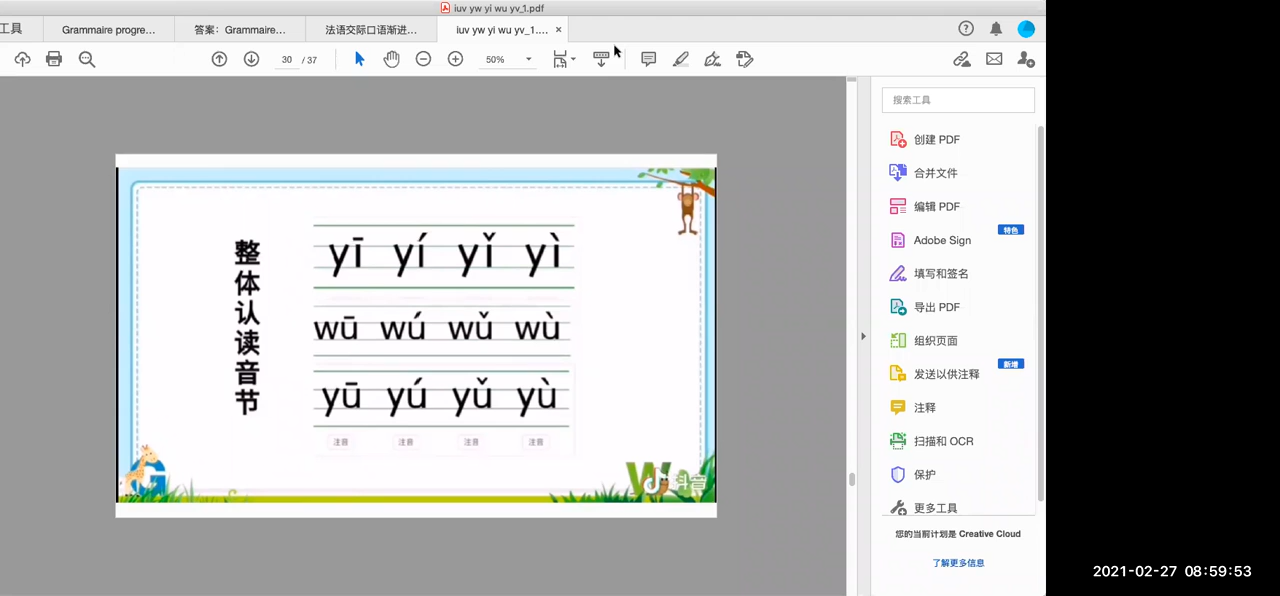 iuv yw yi wu yv_1.pdf
工具
Grammaire progre...
答案：Grammaire...
法语交际口语渐进...
iuv yw yi wu yv_1.... ×
30 / 37
50%
搜索工具
创建 PDF
合并文件
编辑 PDF
Adobe Sign
特色
填写和签名
导出 PDF
组织页面
发送以供注释
新增
注释
扫描和 OCR
保护
更多工具
您的当前计划是 Creative Cloud
了解更多信息
整体认读音节
yī yí yǐ yì
wū wú wǔ wù
yū yú yǔ yù
注音 注音 注音 注音
G
W
抖音
2021-02-27 08:59:53